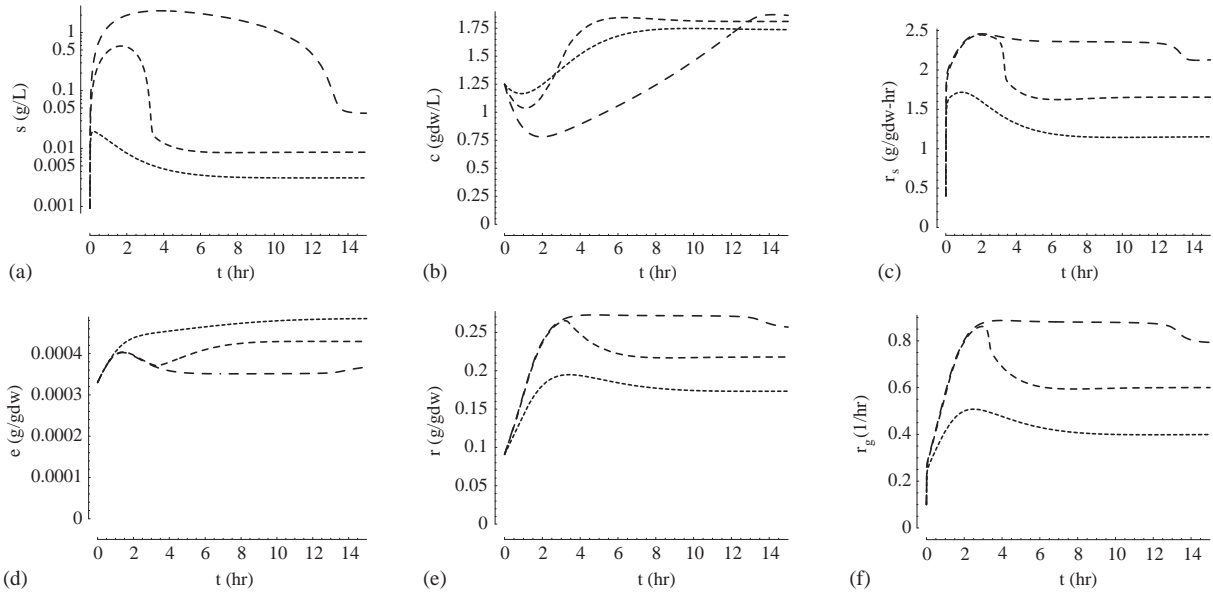 s (g/L)
1
0.5
0.1
0.05
0.01
0.005
0.001
0 2 4 6 8 10 12 14
t (hr)
(a)
c (gdw/L)
1.75
1.5
1.25
1
0.75
0.5
0.25
0
0 2 4 6 8 10 12 14
t (hr)
(b)
r_s (g/gdw-hr)
2.5
2
1.5
1
0.5
0
0 2 4 6 8 10 12 14
t (hr)
(c)
e (g/gdw)
0.0004
0.0003
0.0002
0.0001
0
0 2 4 6 8 10 12 14
t (hr)
(d)
r (g/gdw)
0.25
0.2
0.15
0.1
0.05
0
0 2 4 6 8 10 12 14
t (hr)
(e)
r_g (1/hr)
0.8
0.6
0.4
0.2
0
0 2 4 6 8 10 12 14
t (hr)
(f)